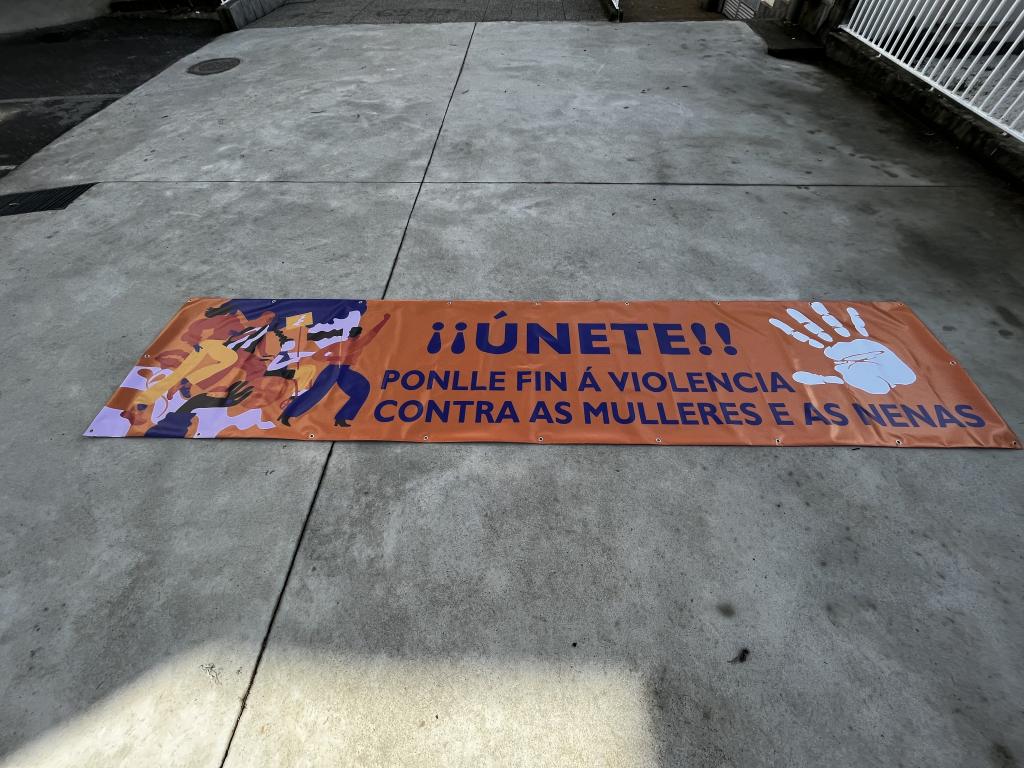 ¡¡ÚNETE!!
PONLLE FIN Á VIOLENCIA
CONTRA AS MULLERES E AS NENAS